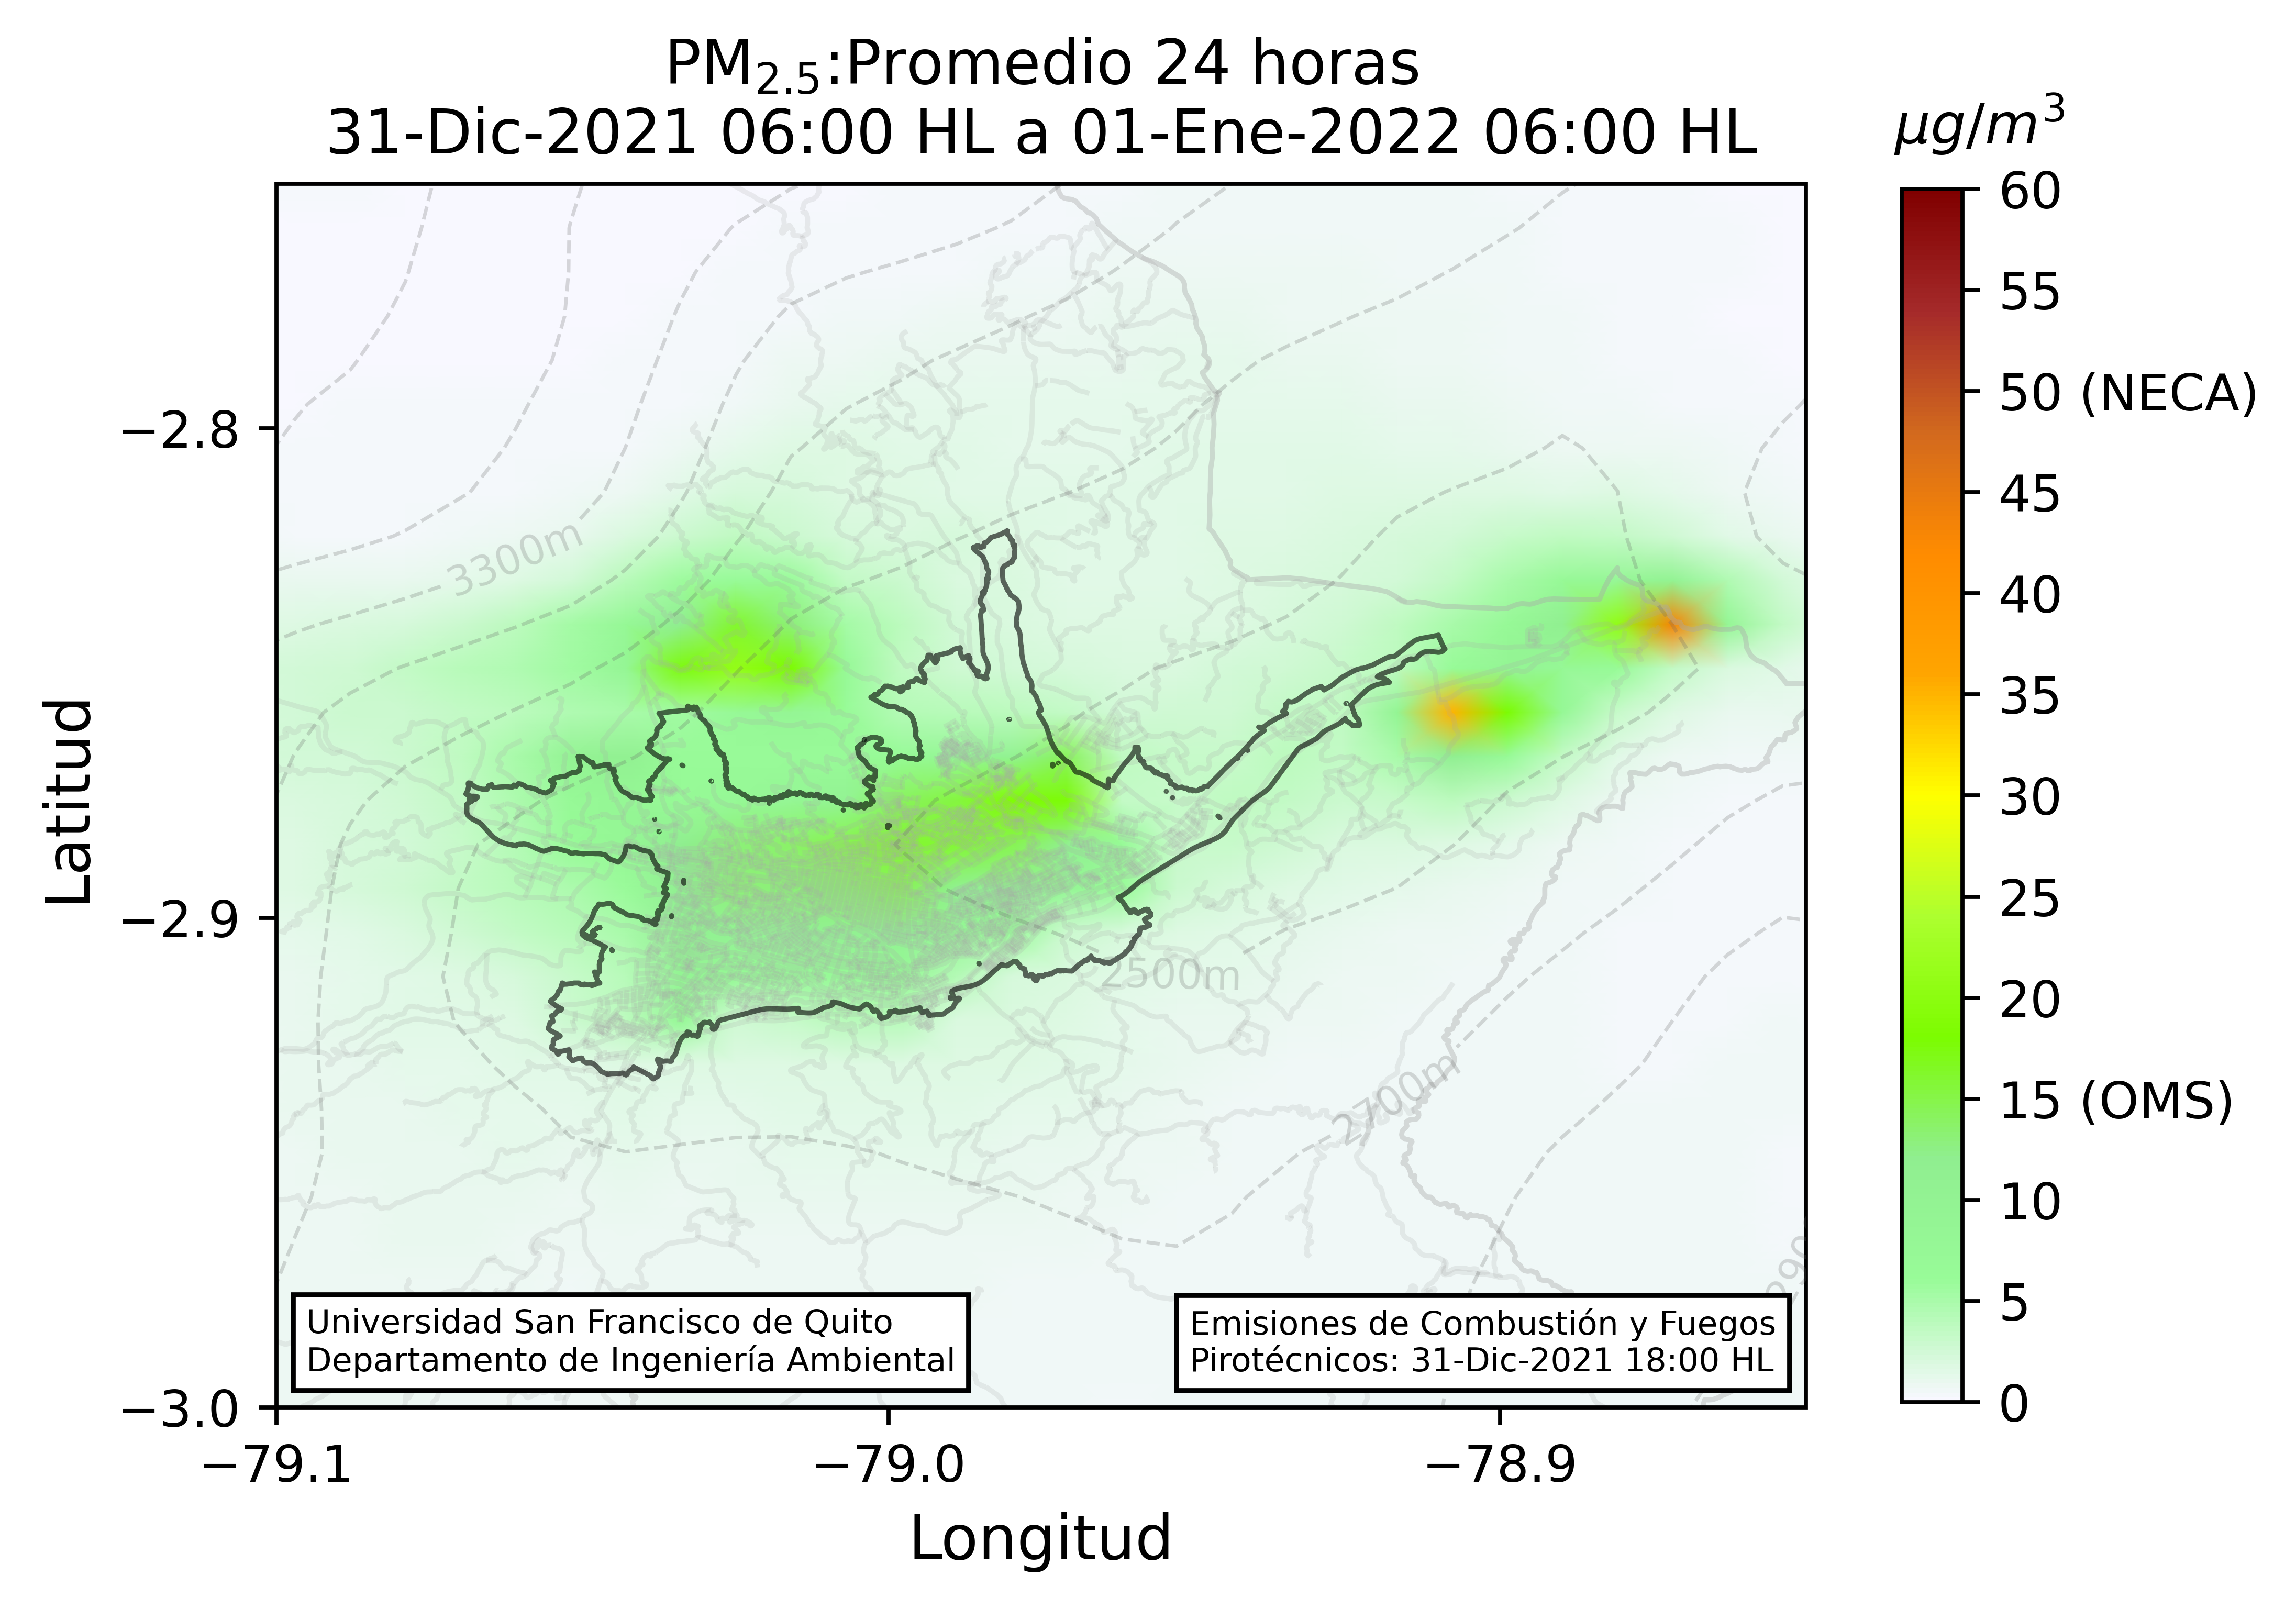 PM2.5:Promedio 24 horas
31-Dic-2021 06:00 HL a 01-Ene-2022 06:00 HL
μg/m³
60
55
50 (NECA)
45
40
35
30
25
20
15 (OMS)
10
5
0
Latitud
−2.8
−2.9
−3.0
3300m
2500m
2700m
290
Universidad San Francisco de Quito
Departamento de Ingeniería Ambiental
Emisiones de Combustión y Fuegos
Pirotécnicos: 31-Dic-2021 18:00 HL
−79.1
−79.0
−78.9
Longitud